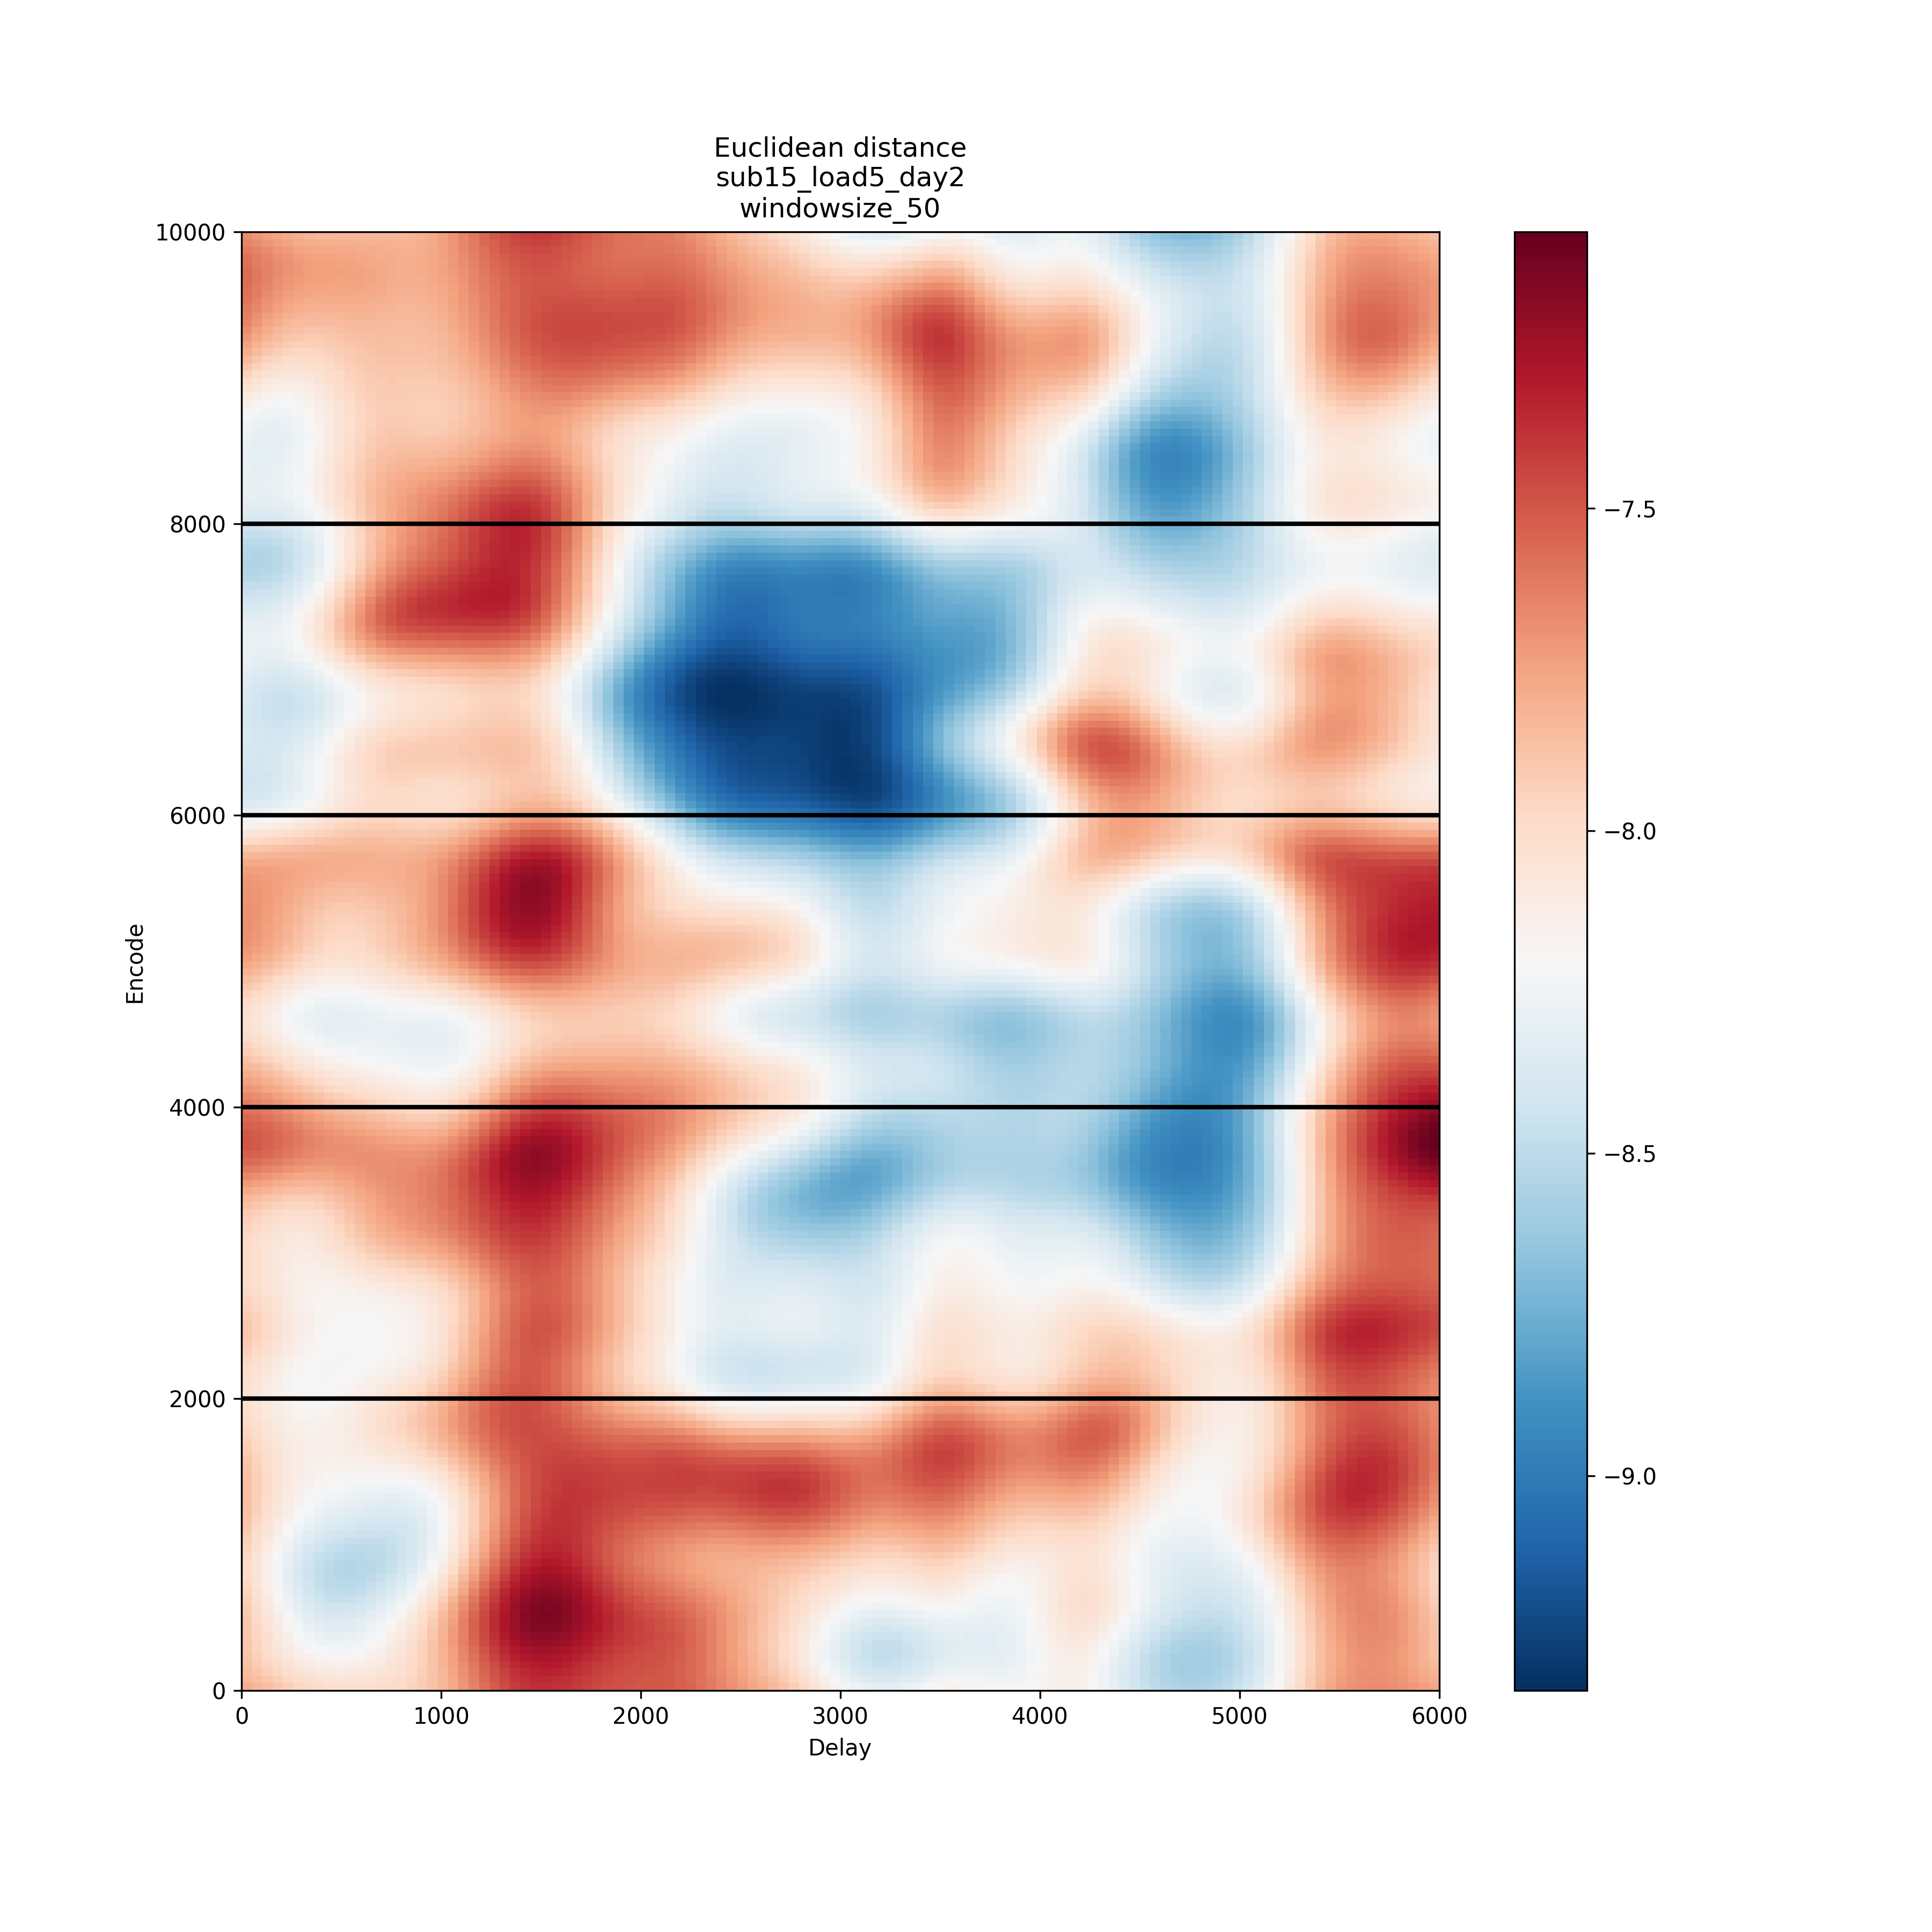 Euclidean distance
sub15_load5_day2
windowsize_50
10000
8000
6000
4000
2000
0
Encode
0 1000 2000 3000 4000 5000 6000
Delay
−7.5
−8.0
−8.5
−9.0